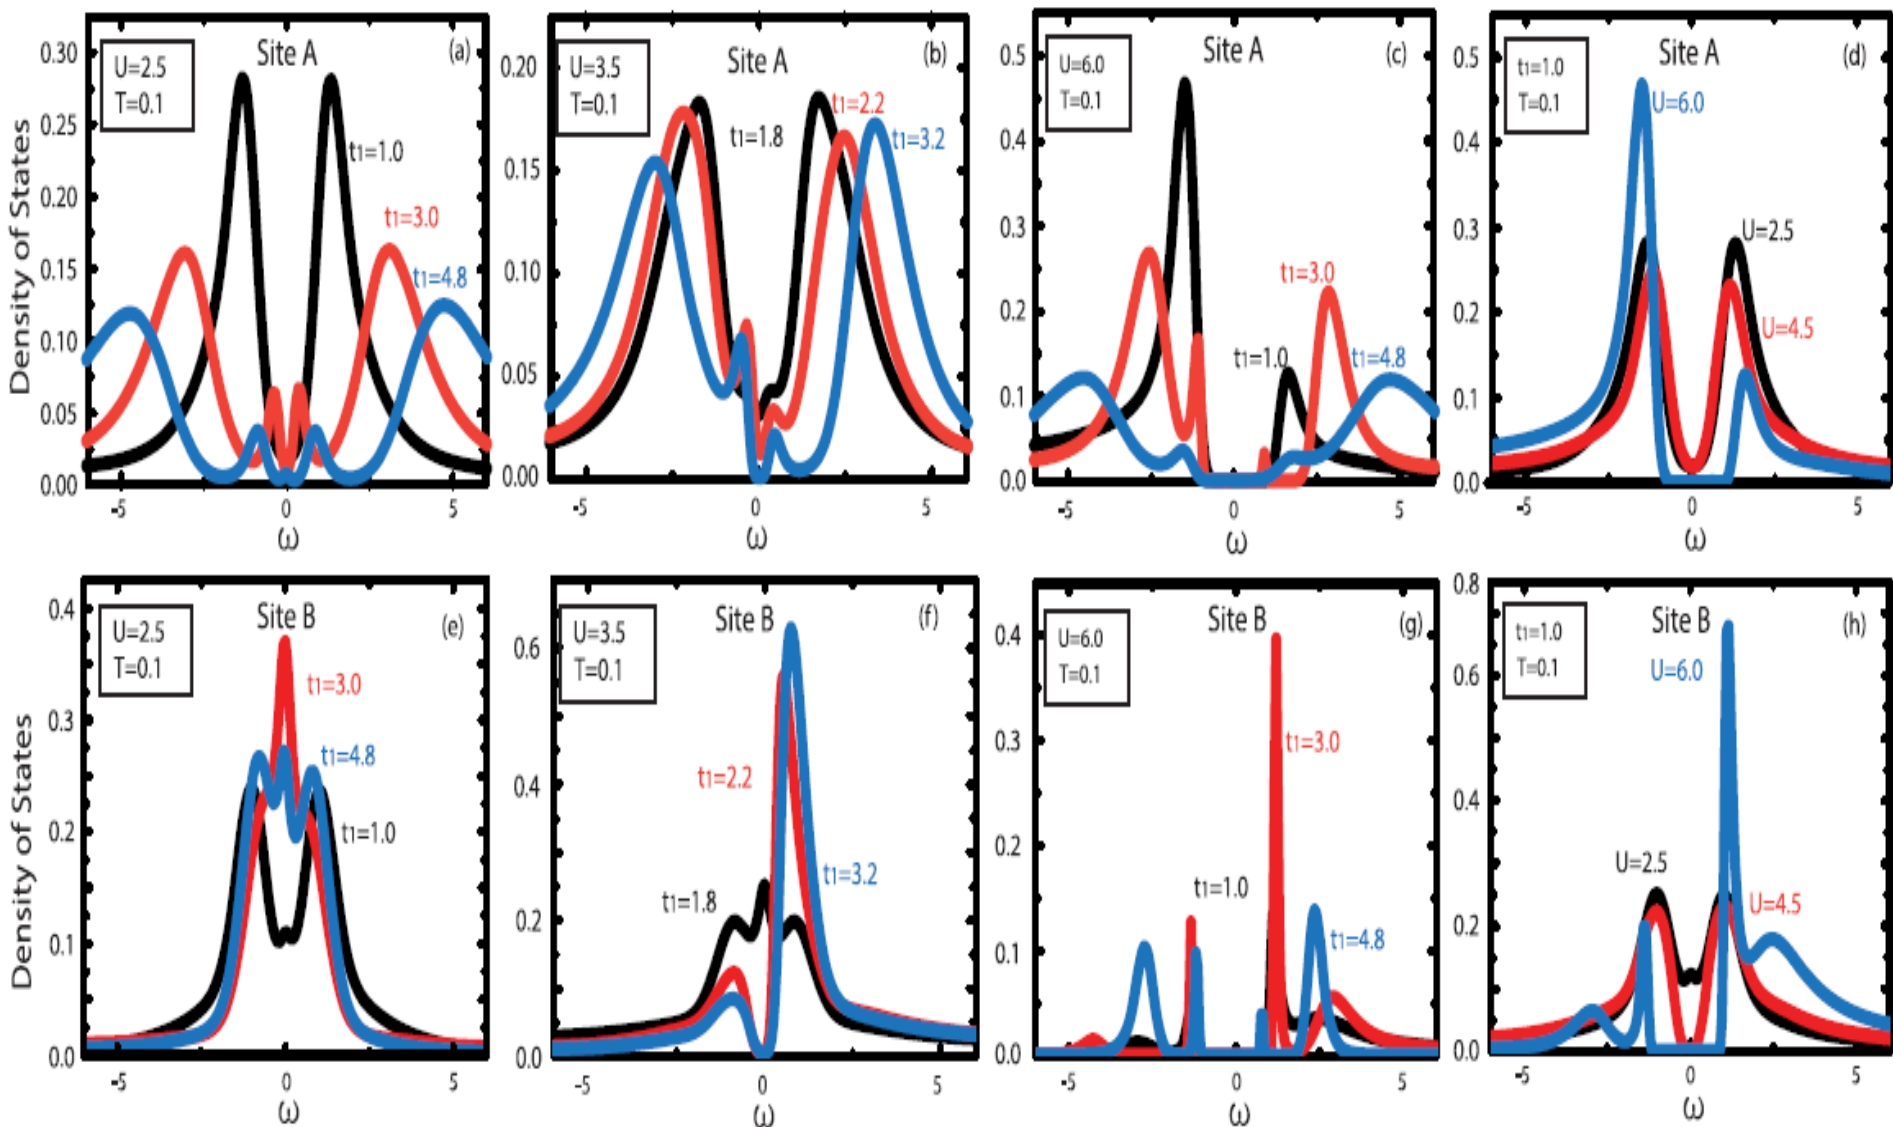 Density of States
0.30
0.25
0.20
0.15
0.10
0.05
0.00
U=2.5
T=0.1
Site A
(a)
t1=1.0
t1=3.0
t1=4.8
-5
0
5
ω
0.20
0.15
0.10
0.05
0.00
U=3.5
T=0.1
Site A
(b)
t1=2.2
t1=1.8
t1=3.2
-5
0
5
ω
0.5
0.4
0.3
0.2
0.1
0.0
U=6.0
T=0.1
Site A
(c)
t1=3.0
t1=1.0
t1=4.8
-5
0
5
ω
0.5
0.4
0.3
0.2
0.1
0.0
t1=1.0
T=0.1
Site A
(d)
U=6.0
U=2.5
U=4.5
-5
0
5
ω
Density of States
0.4
0.3
0.2
0.1
0.0
U=2.5
T=0.1
Site B
(e)
t1=3.0
t1=4.8
t1=1.0
-5
0
5
ω
0.6
0.4
0.2
0.0
U=3.5
T=0.1
Site B
(f)
t1=2.2
t1=3.2
t1=1.8
-5
0
5
ω
0.4
0.3
0.2
0.1
0.0
U=6.0
T=0.1
Site B
(g)
t1=3.0
t1=1.0
t1=4.8
-5
0
5
ω
0.8
0.6
0.4
0.2
0.0
t1=1.0
T=0.1
Site B
(h)
U=6.0
U=2.5
U=4.5
-5
0
5
ω